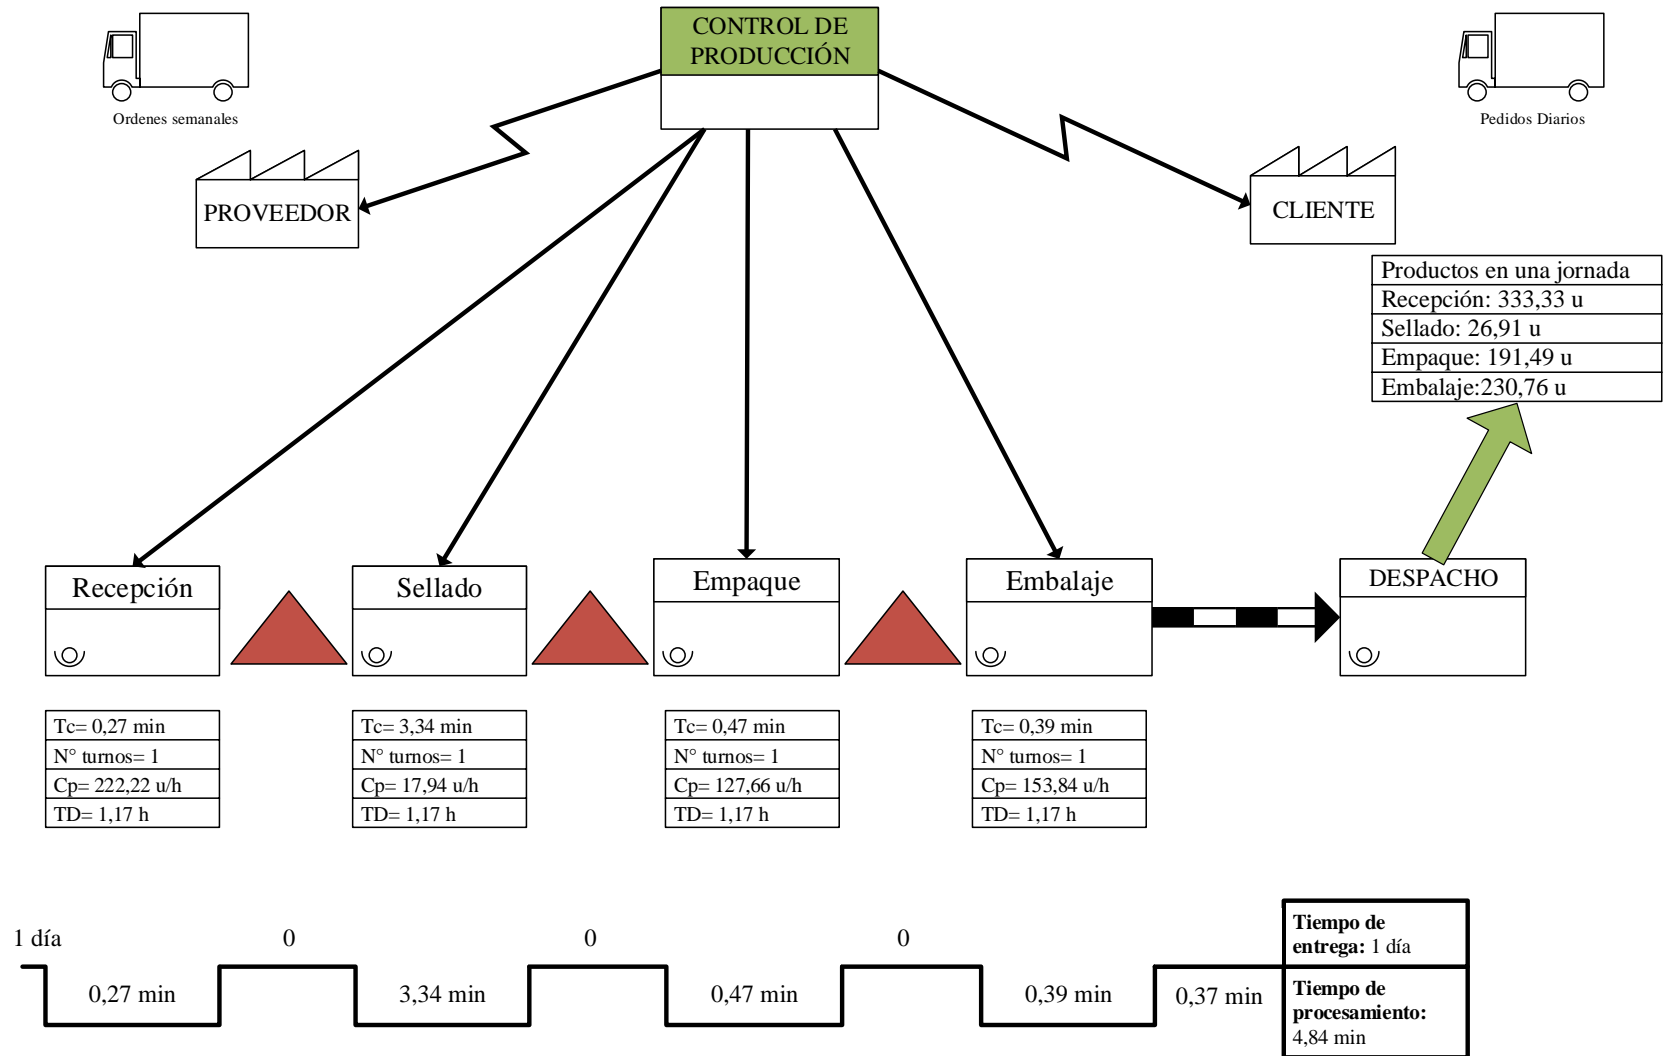 CONTROL DE
PRODUCCIÓN
Ordenes semanales
Pedidos Diarios
PROVEEDOR
CLIENTE
Productos en una jornada
Recepción: 333,33 u
Sellado: 26,91 u
Empaque: 191,49 u
Embalaje:230,76 u
Recepción
Sellado
Empaque
Embalaje
DESPACHO
Tc= 0,27 min
N° turnos= 1
Cp= 222,22 u/h
TD= 1,17 h
Tc= 3,34 min
N° turnos= 1
Cp= 17,94 u/h
TD= 1,17 h
Tc= 0,47 min
N° turnos= 1
Cp= 127,66 u/h
TD= 1,17 h
Tc= 0,39 min
N° turnos= 1
Cp= 153,84 u/h
TD= 1,17 h
1 día
0
0
0
0,27 min
3,34 min
0,47 min
0,39 min
0,37 min
Tiempo de
entrega: 1 día
Tiempo de
procesamiento:
4,84 min